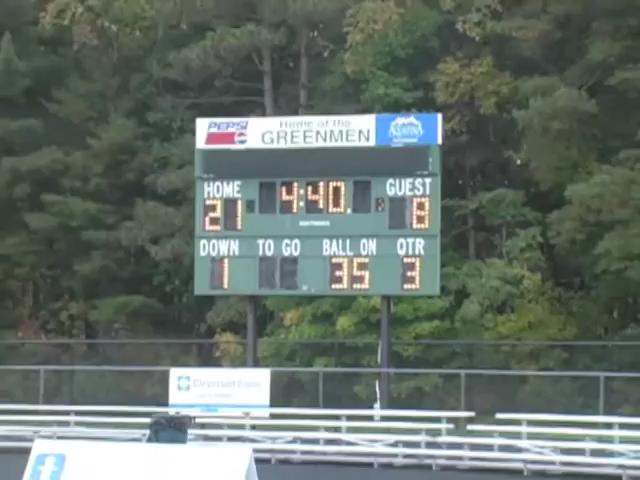 PEPSI
Home of the
GREENMEN
AQUAFINA
HOME 4:40 GUEST
21 8
DOWN TO GO BALL ON QTR
1 35 3